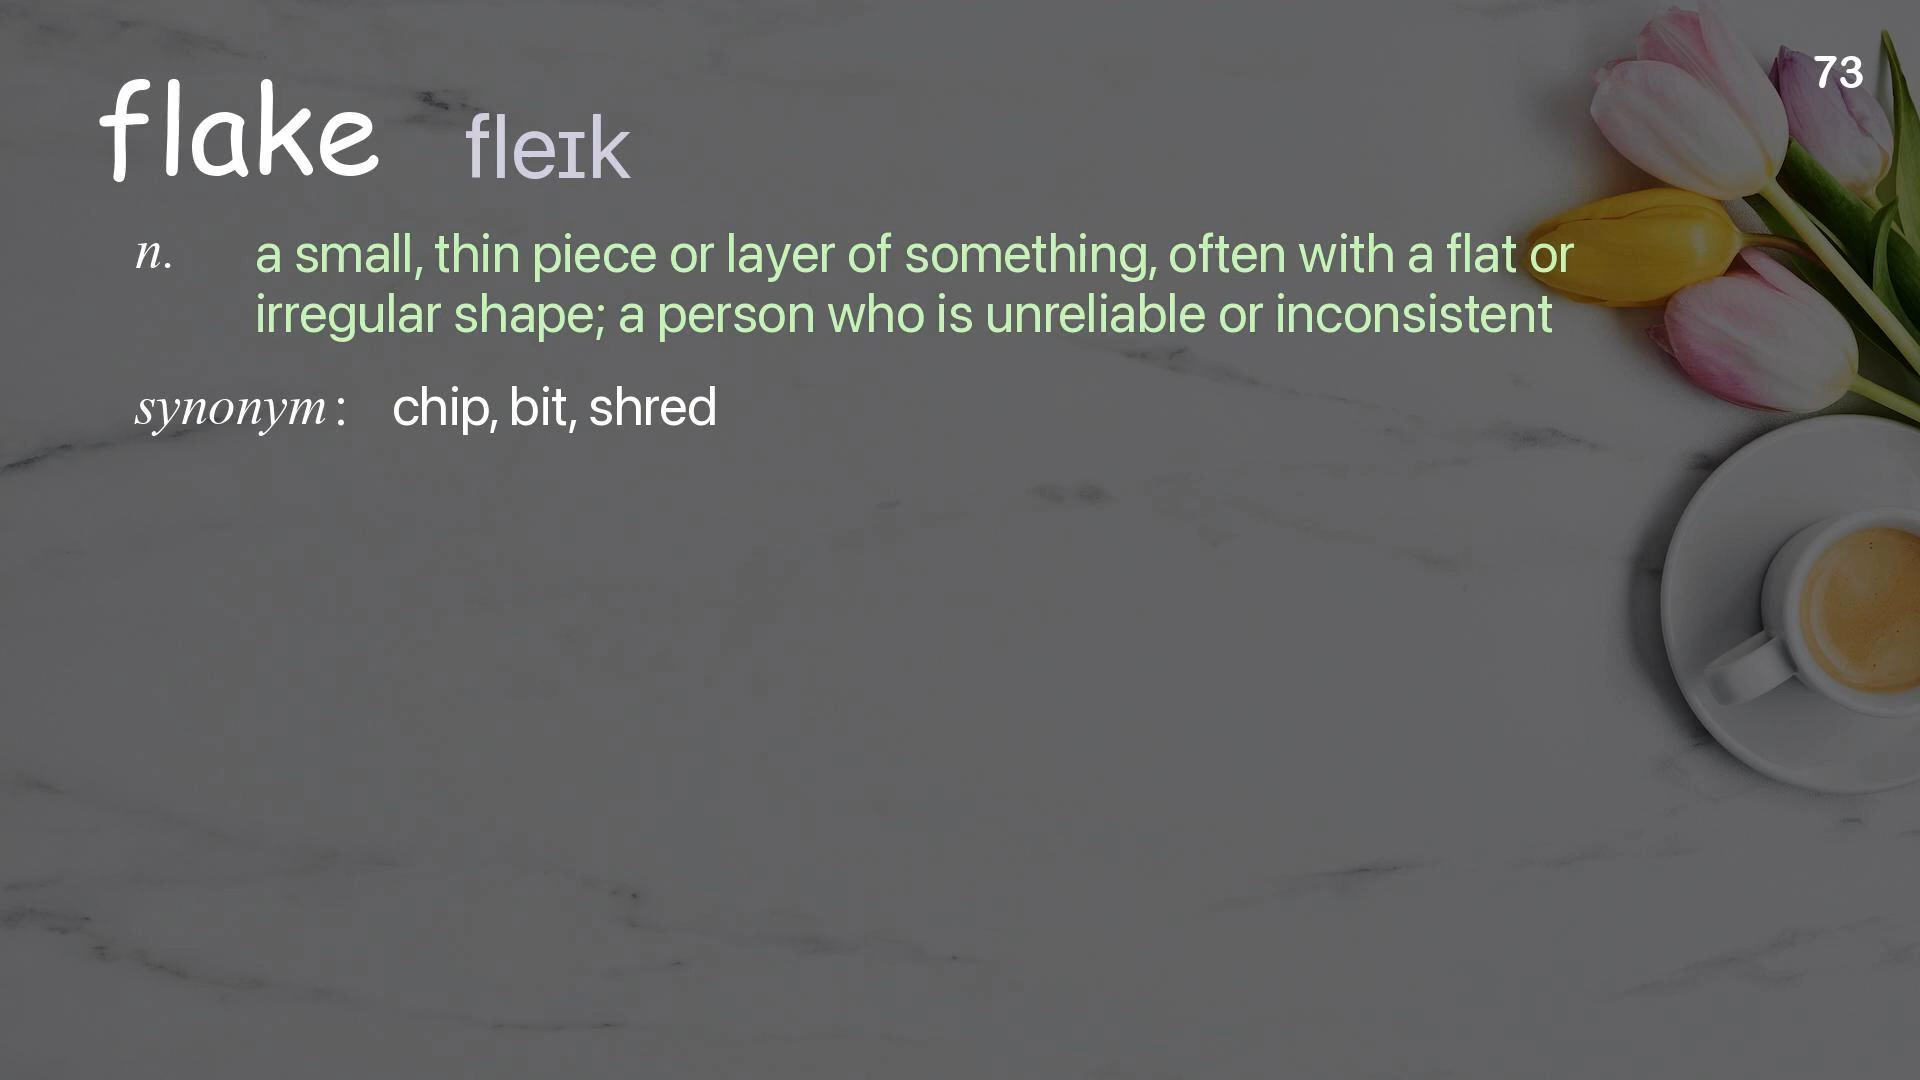 73
flake fleɪk
n. a small, thin piece or layer of something, often with a flat or
irregular shape; a person who is unreliable or inconsistent
synonym: chip, bit, shred